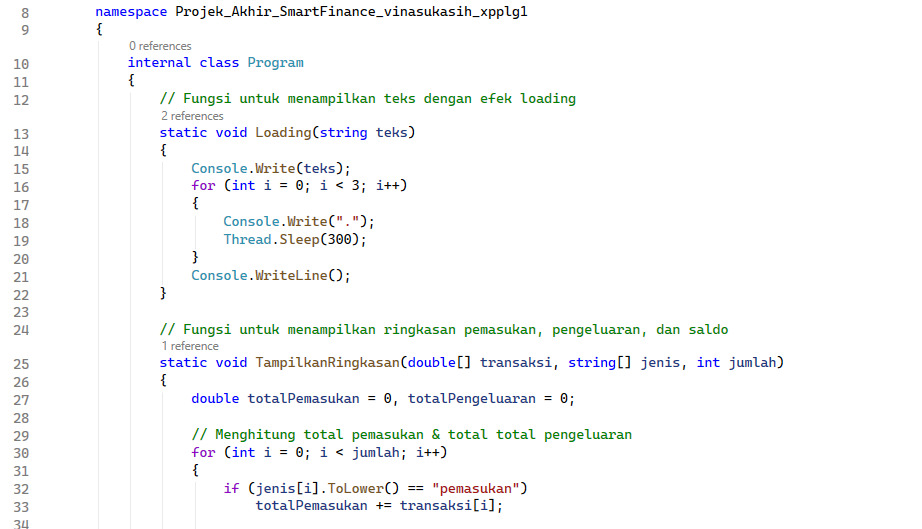 8 namespace Projek_Akhir_SmartFinance_vinasukasih_xpplg1
9 {
0 references
10 internal class Program
11 {
12 // Fungsi untuk menampilkan teks dengan efek loading
2 references
13 static void Loading(string teks)
14 {
15 Console.Write(teks);
16 for (int i = 0; i < 3; i++)
17 {
18 Console.Write(".");
19 Thread.Sleep(300);
20 }
21 Console.WriteLine();
22 }
23
24 // Fungsi untuk menampilkan ringkasan pemasukan, pengeluaran, dan saldo
1 reference
25 static void TampilkanRingkasan(double[] transaksi, string[] jenis, int jumlah)
26 {
27 double totalPemasukan = 0, totalPengeluaran = 0;
28
29 // Menghitung total pemasukan & total total pengeluaran
30 for (int i = 0; i < jumlah; i++)
31 {
32 if (jenis[i].ToLower() == "pemasukan")
33 totalPemasukan += transaksi[i];
34